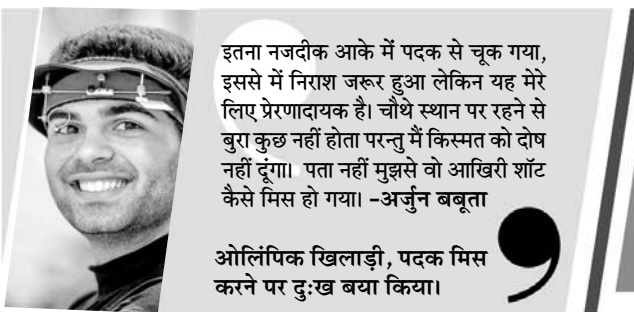 इतना नजदीक आके में पदक से चूक गया,
इससे में निराश जरूर हुआ लेकिन यह मेरे
लिए प्रेरणादायक है। चौथे स्थान पर रहने से
बुरा कुछ नहीं होता परन्तु मैं किस्मत को दोष
नहीं दूंगा। पता नहीं मुझसे वो आखिरी शॉट
कैसे मिस हो गया। -अर्जुन बबूता
ओलिंपिक खिलाड़ी, पदक मिस
करने पर दुःख बया किया।